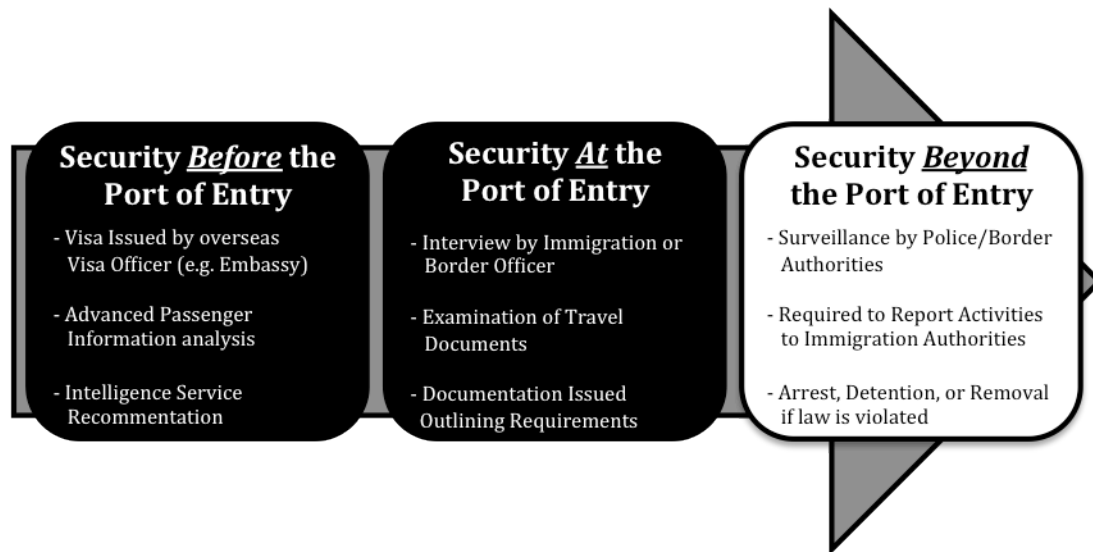 Security Before the
Port of Entry
- Visa Issued by overseas
Visa Officer (e.g. Embassy)
- Advanced Passenger
Information analysis
- Intelligence Service
Recommentation
Security At the
Port of Entry
- Interview by Immigration or
Border Officer
- Examination of Travel
Documents
- Documentation Issued
Outlining Requirements
Security Beyond
the Port of Entry
- Surveillance by Police/Border
Authorities
- Required to Report Activities
to Immigration Authorities
- Arrest, Detention, or Removal
if law is violated